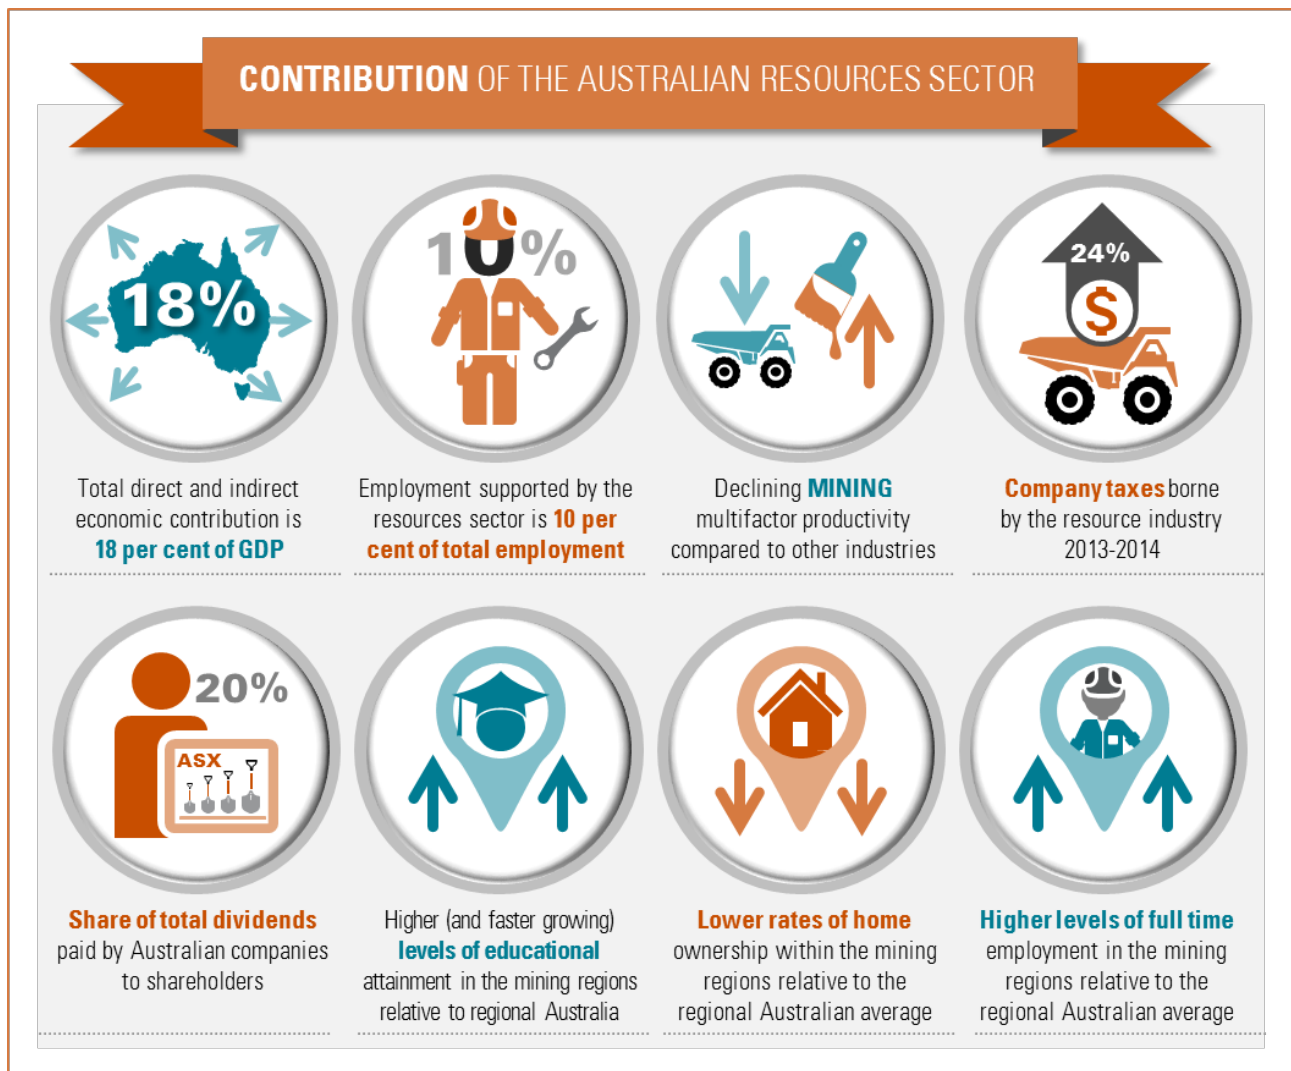 CONTRIBUTION OF THE AUSTRALIAN RESOURCES SECTOR
18%
10%
24%
$
Total direct and indirect
economic contribution is
18 per cent of GDP
Employment supported by the
resources sector is 10 per
cent of total employment
Declining MINING
multifactor productivity
compared to other industries
Company taxes borne
by the resource industry
2013-2014
20%
ASX
Share of total dividends
paid by Australian companies
to shareholders
Higher (and faster growing)
levels of educational
attainment in the mining regions
relative to regional Australia
Lower rates of home
ownership within the mining
regions relative to the
regional Australian average
Higher levels of full time
employment in the mining
regions relative to the
regional Australian average